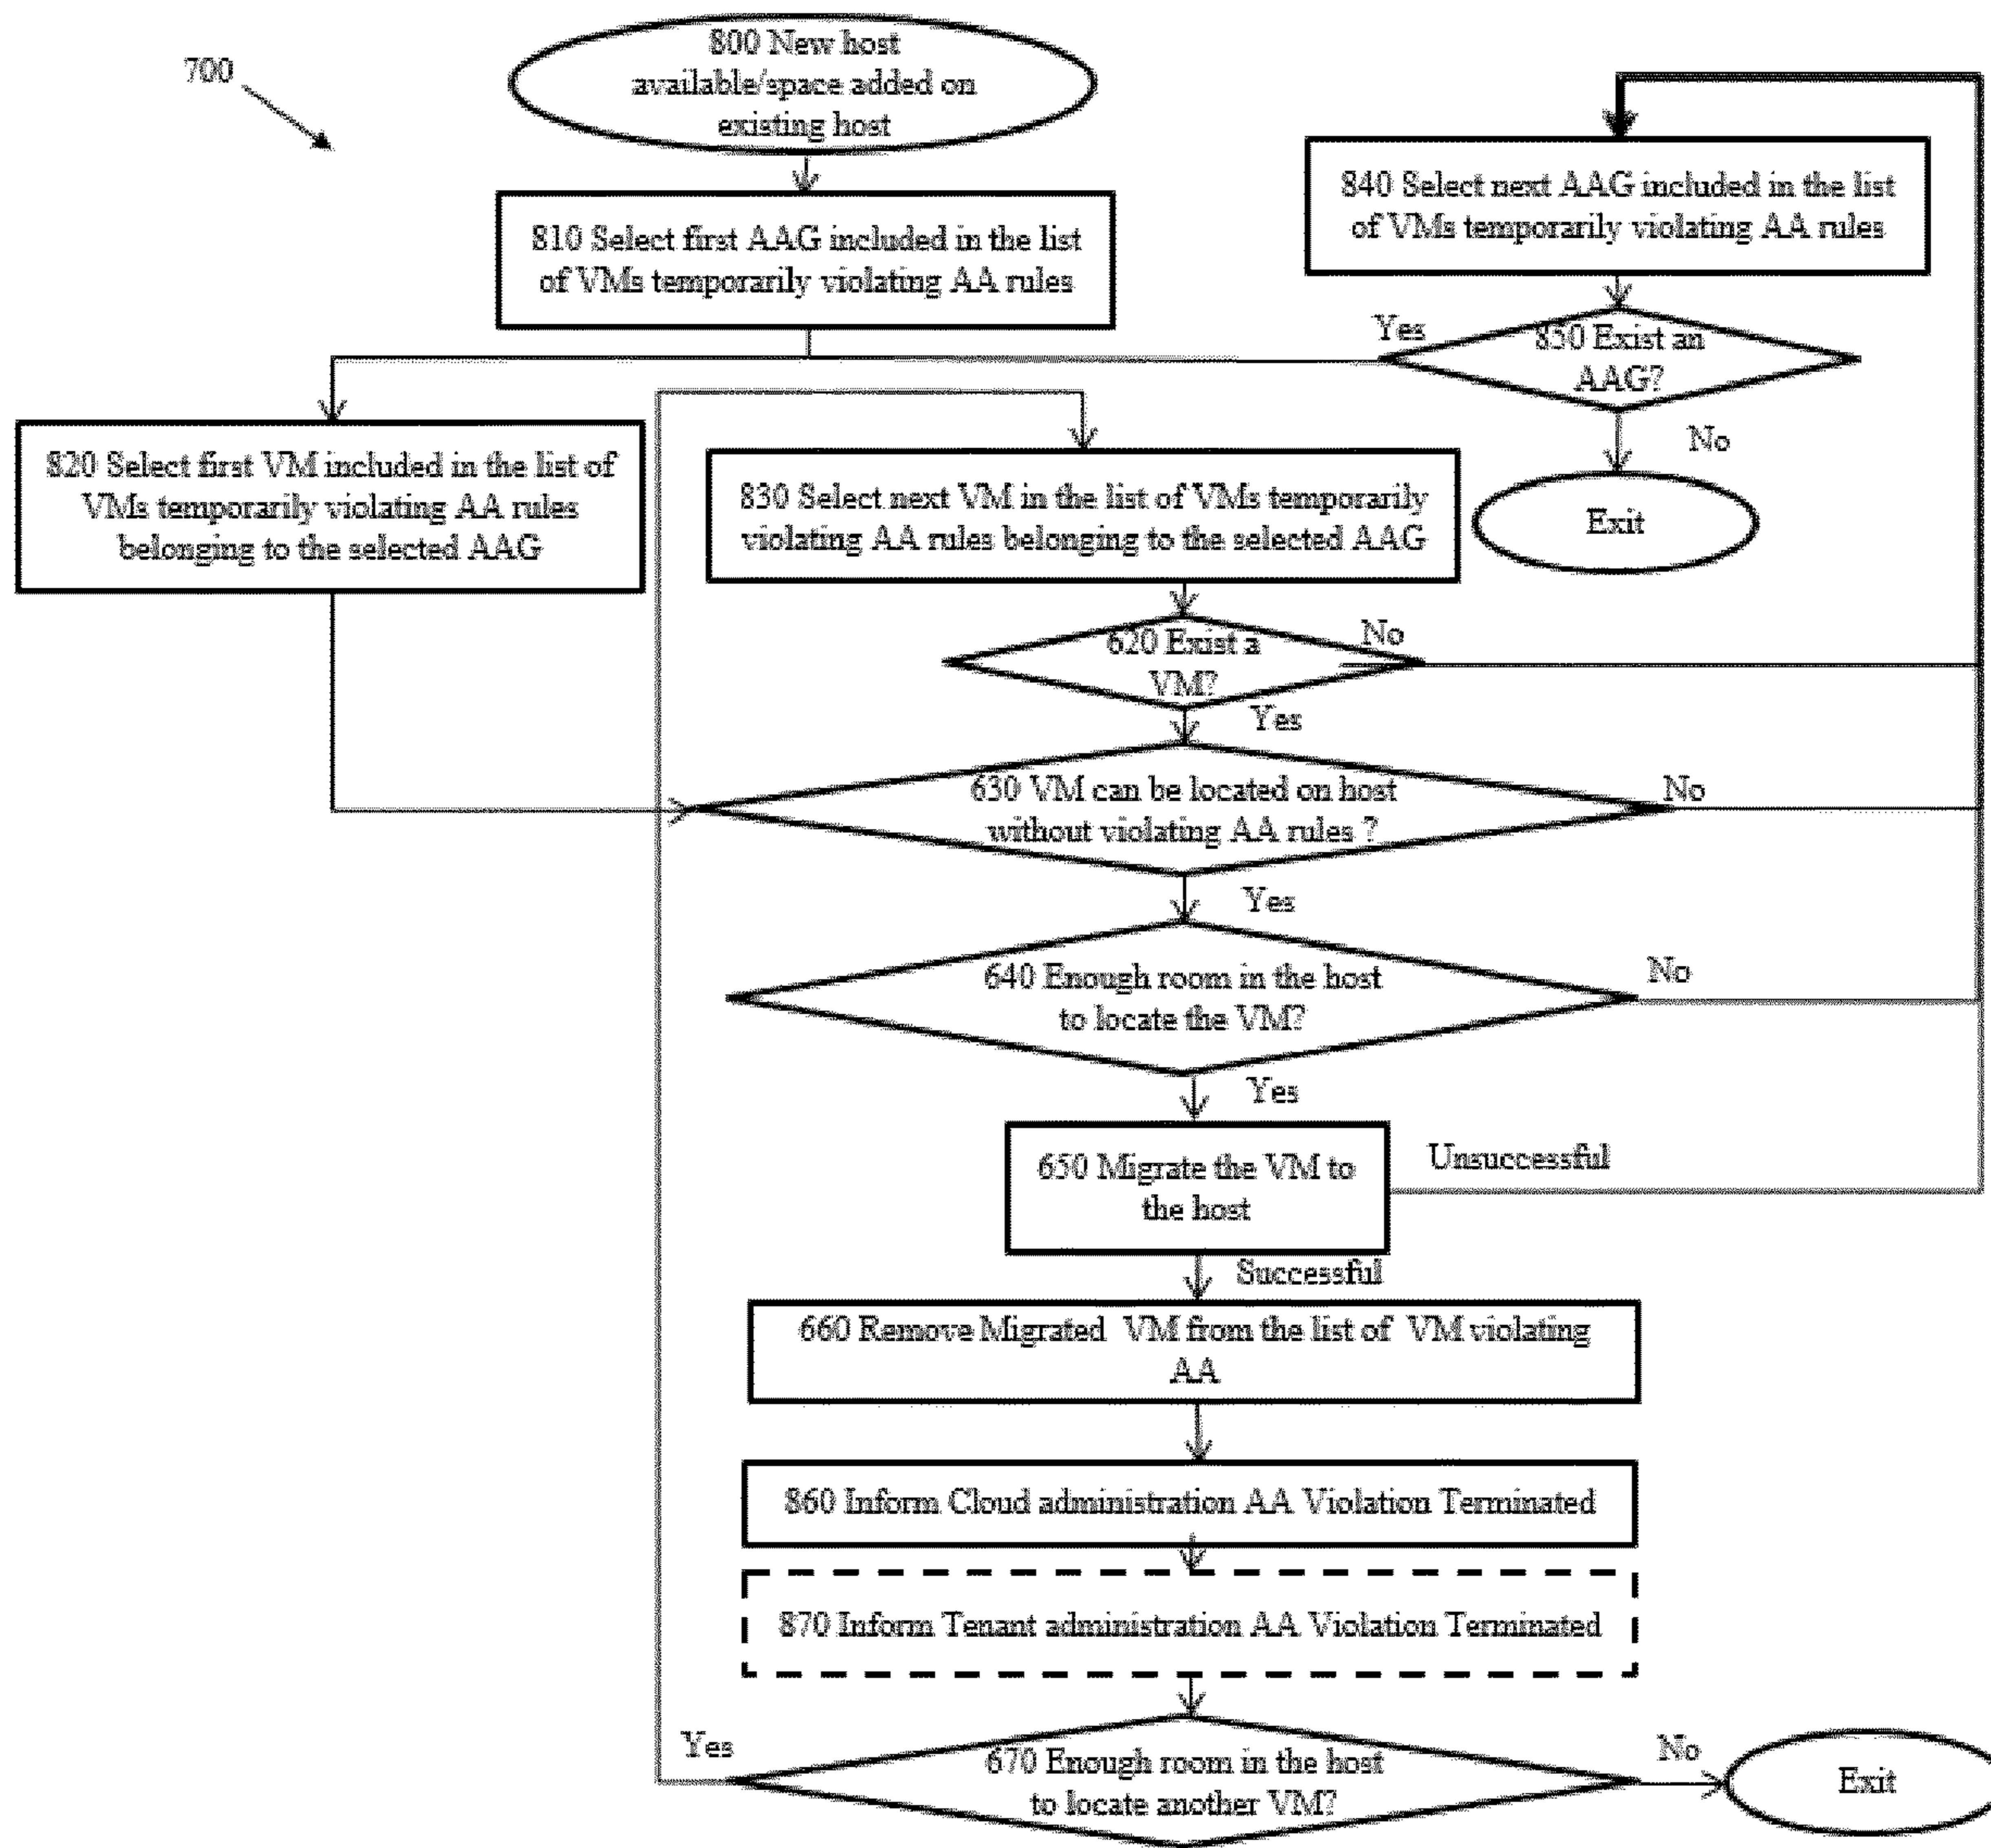 700
800 New host
available/space added on
existing host
810 Select first AAG included in the list
of VMs temporarily violating AA rules
840 Select next AAG included in the list
of VMs temporarily violating AA rules
Yes
850 Exist an
AAG?
No
Exit
820 Select first VM included in the list of
VMs temporarily violating AA rules
belonging to the selected AAG
830 Select next VM in the list of VMs temporarily
violating AA rules belonging to the selected AAG
620 Exist a
VM?
No
Yes
630 VM can be located on host
without violating AA rules ?
No
Yes
640 Enough room in the host
to locate the VM?
No
Yes
650 Migrate the VM to
the host
Unsuccessful
Successful
660 Remove Migrated VM from the list of VM violating
AA
860 Inform Cloud administration AA Violation Terminated
870 Inform Tenant administration AA Violation Terminated
Yes
670 Enough room in the host
to locate another VM?
No
Exit